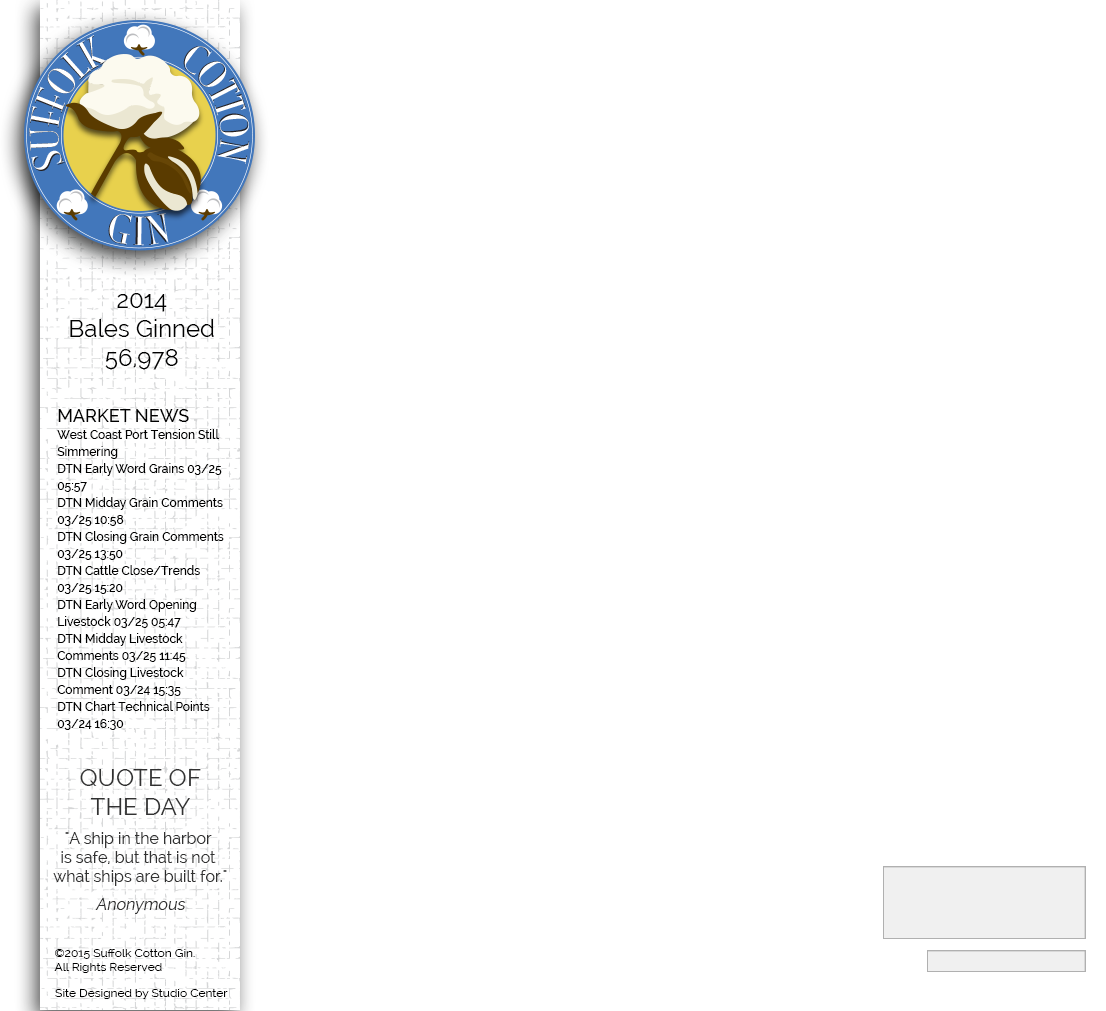 SUFFOLK COTTON
GIN
2014
Bales Ginned
56,978
MARKET NEWS
West Coast Port Tension Still
Simmering
DTN Early Word Grains 03/25
05:57
DTN Midday Grain Comments
03/25 10:58
DTN Closing Grain Comments
03/25 13:50
DTN Cattle Close/Trends
03/25 15:20
DTN Early Word Opening
Livestock 03/25 05:47
DTN Midday Livestock
Comments 03/25 11:45
DTN Closing Livestock
Comment 03/24 15:35
DTN Chart Technical Points
03/24 16:30
QUOTE OF
THE DAY
"A ship in the harbor
is safe, but that is not
what ships are built for."
Anonymous
©2015 Suffolk Cotton Gin.
All Rights Reserved
Site Designed by Studio Center